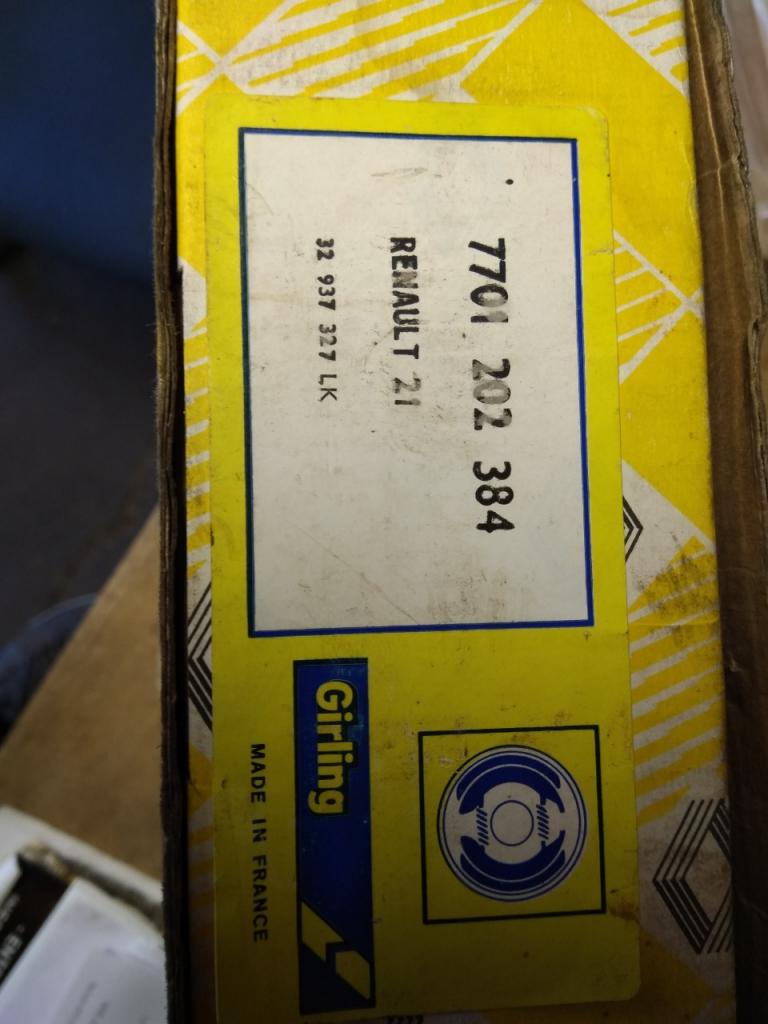 7701 202 384
RENAULT 21
32 937 327 LK
Girling
MADE IN FRANCE